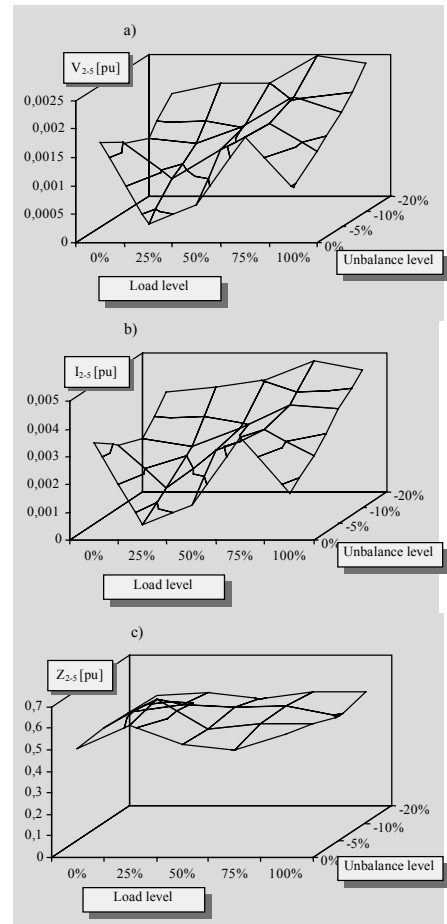 a)
V2-5 [pu]
0,0025
0,002
0,0015
0,001
0,0005
0
0% 25% 50% 75% 100%
0%
-5%
-10%
-20%
Load level
Unbalance level
b)
I2-5 [pu]
0,005
0,004
0,003
0,002
0,001
0
0% 25% 50% 75% 100%
0%
-5%
-10%
-20%
Load level
Unbalance level
c)
Z2-5 [pu]
0,7
0,6
0,5
0,4
0,3
0,2
0,1
0
0% 25% 50% 75% 100%
0%
-5%
-10%
-20%
Load level
Unbalance level